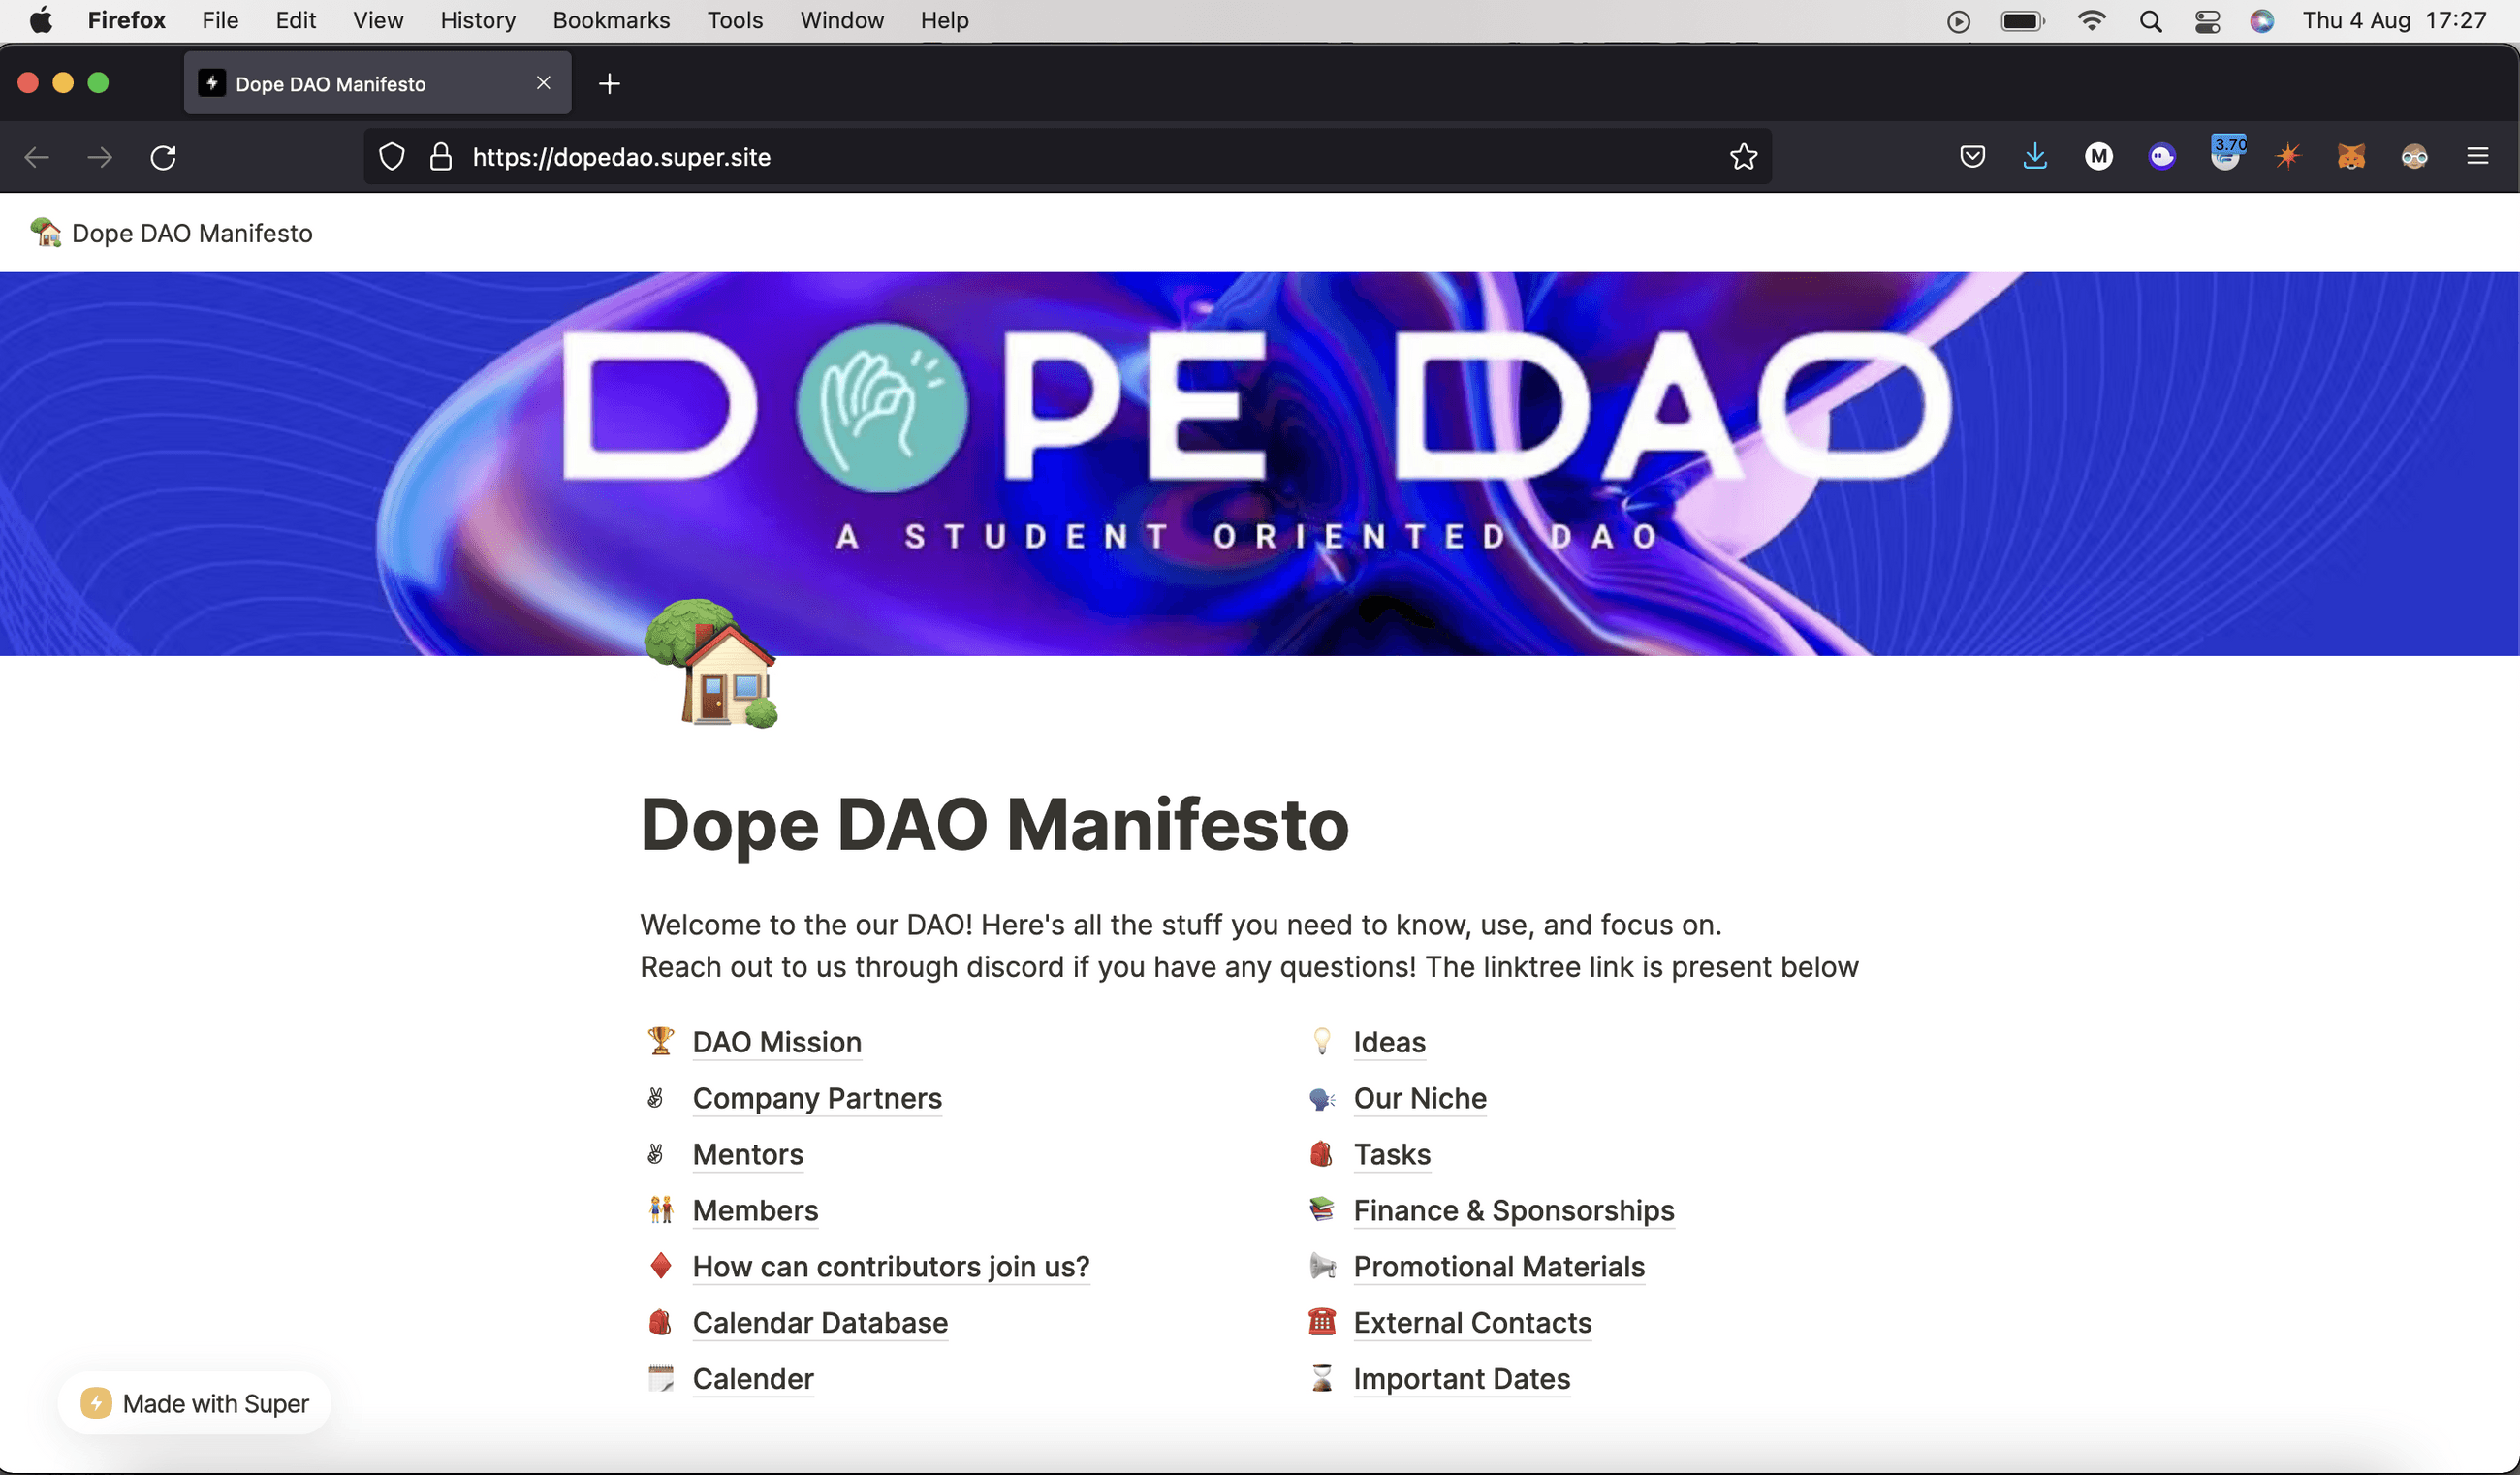 Firefox File Edit View History Bookmarks Tools Window Help Thu 4 Aug 17:27
Dope DAO Manifesto
https://dopedao.super.site
M
3.70
Dope DAO Manifesto
DOPE DAO
A STUDENT ORIENTED DAO
Dope DAO Manifesto
Welcome to the our DAO! Here's all the stuff you need to know, use, and focus on.
Reach out to us through discord if you have any questions! The linktree link is present below
DAO Mission
Company Partners
Mentors
Members
How can contributors join us?
Calendar Database
Calender
Ideas
Our Niche
Tasks
Finance & Sponsorships
Promotional Materials
External Contacts
Important Dates
Made with Super